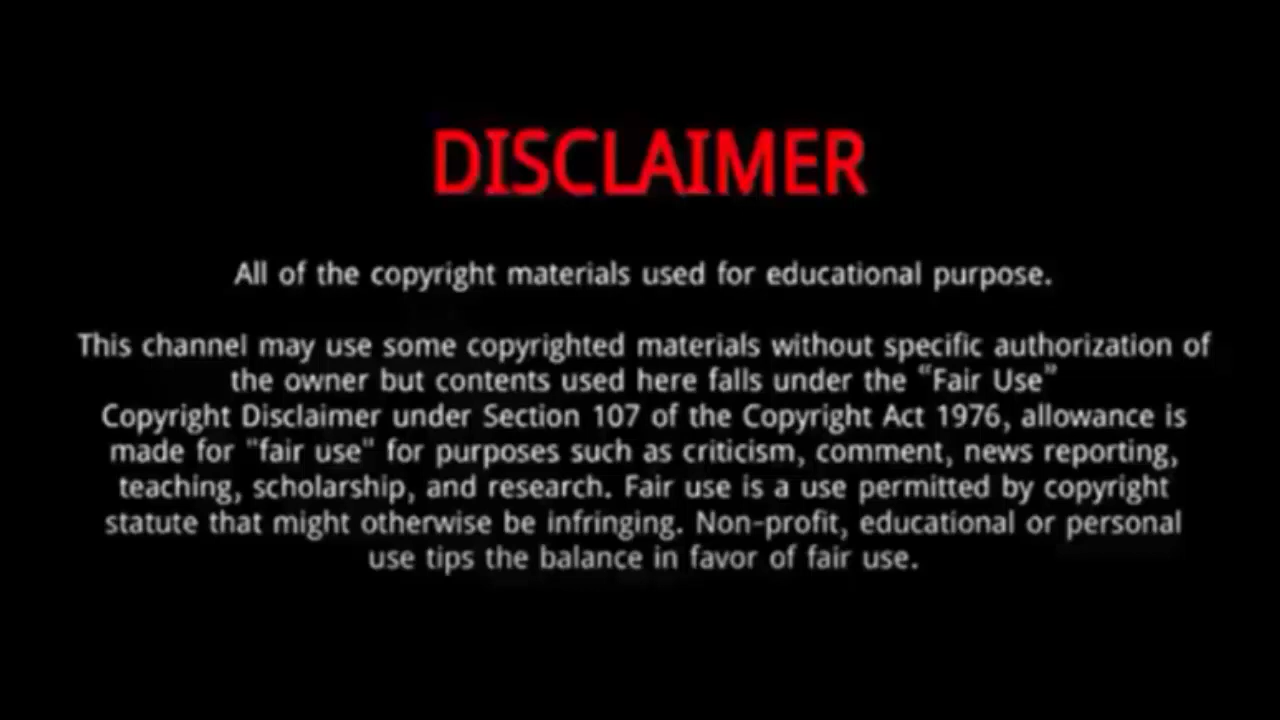 DISCLAIMER
All of the copyright materials used for educational purpose.
This channel may use some copyrighted materials without specific authorization of
the owner but contents used here falls under the “Fair Use”
Copyright Disclaimer under Section 107 of the Copyright Act 1976, allowance is
made for "fair use" for purposes such as criticism, comment, news reporting,
teaching, scholarship, and research. Fair use is a use permitted by copyright
statute that might otherwise be infringing. Non-profit, educational or personal
use tips the balance in favor of fair use.